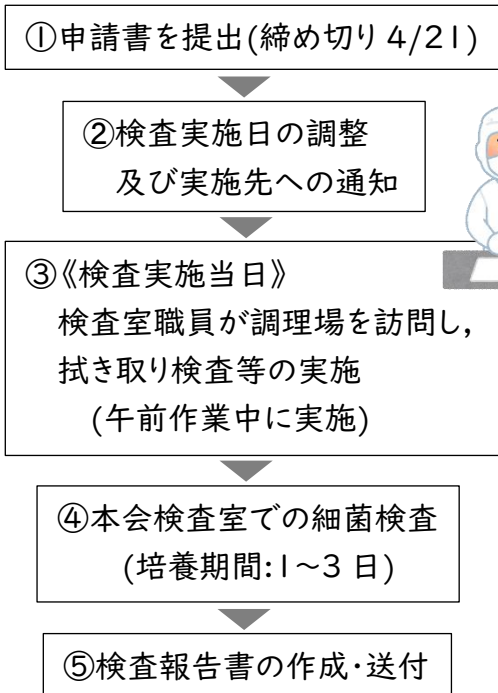 ①申請書を提出(締め切り 4/21)
②検査実施日の調整
及び実施先への通知
③《検査実施当日》
検査室職員が調理場を訪問し,
拭き取り検査等の実施
(午前作業中に実施)
④本会検査室での細菌検査
(培養期間:1～3 日)
⑤検査報告書の作成・送付